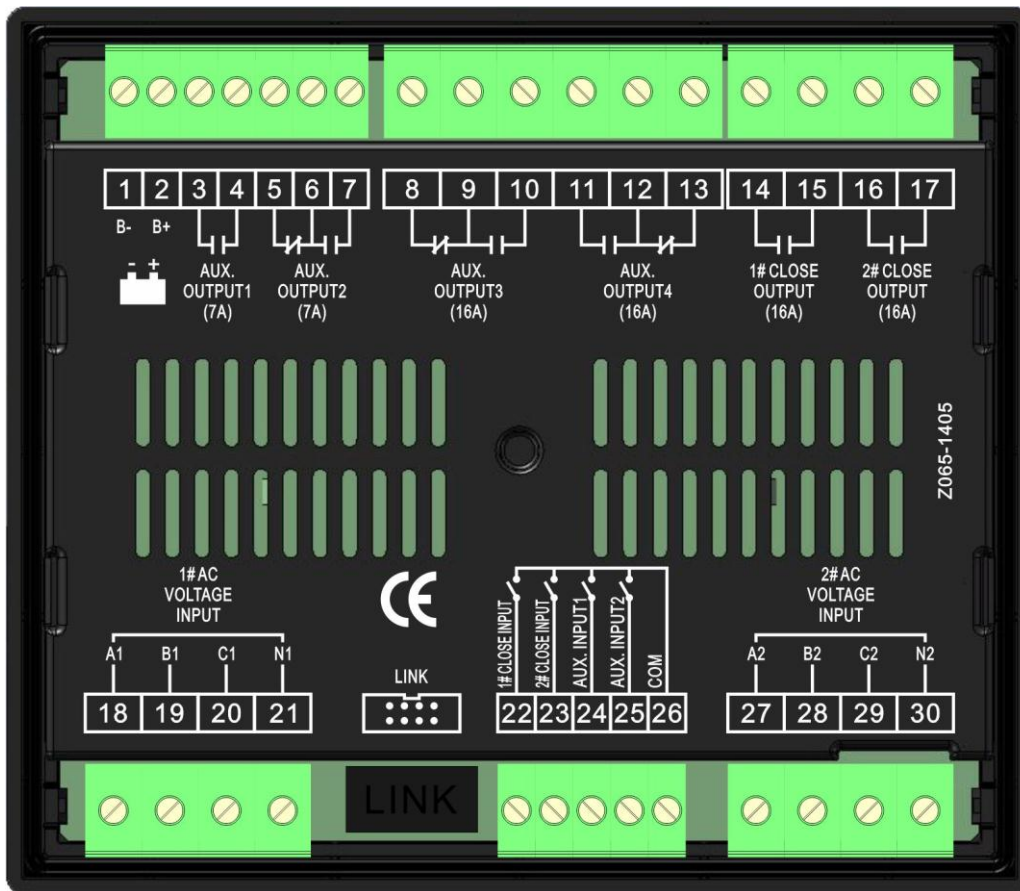 1 2 3 4 5 6 7 8 9 10 11 12 13 14 15 16 17
B- B+
- +
AUX.
OUTPUT1
(7A)
AUX.
OUTPUT2
(7A)
AUX.
OUTPUT3
(16A)
AUX.
OUTPUT4
(16A)
1# CLOSE
OUTPUT
(16A)
2# CLOSE
OUTPUT
(16A)
Z065-1405
1# AC
VOLTAGE
INPUT
A1 B1 C1 N1
18 19 20 21
CE
LINK
1# CLOSE INPUT
2# CLOSE INPUT
AUX. INPUT1
AUX. INPUT2
COM
22 23 24 25 26
2# AC
VOLTAGE
INPUT
A2 B2 C2 N2
27 28 29 30
LINK